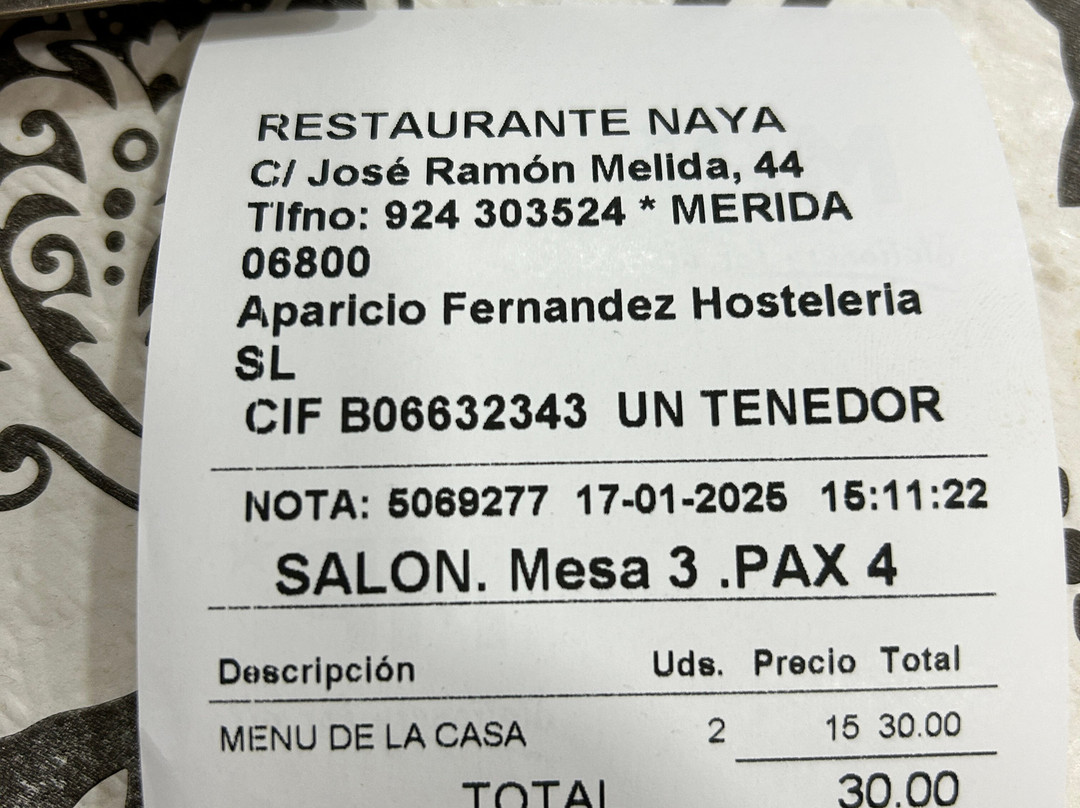 RESTAURANTE NAYA
C/ José Ramón Melida, 44
Tlfno: 924 303524 * MERIDA
06800
Aparicio Fernandez Hosteleria
SL
CIF B06632343 UN TENEDOR
NOTA: 5069277 17-01-2025 15:11:22
SALON. Mesa 3 .PAX 4
Descripción Uds. Precio Total
MENU DE LA CASA 2 15 30.00
TOTAL 30.00